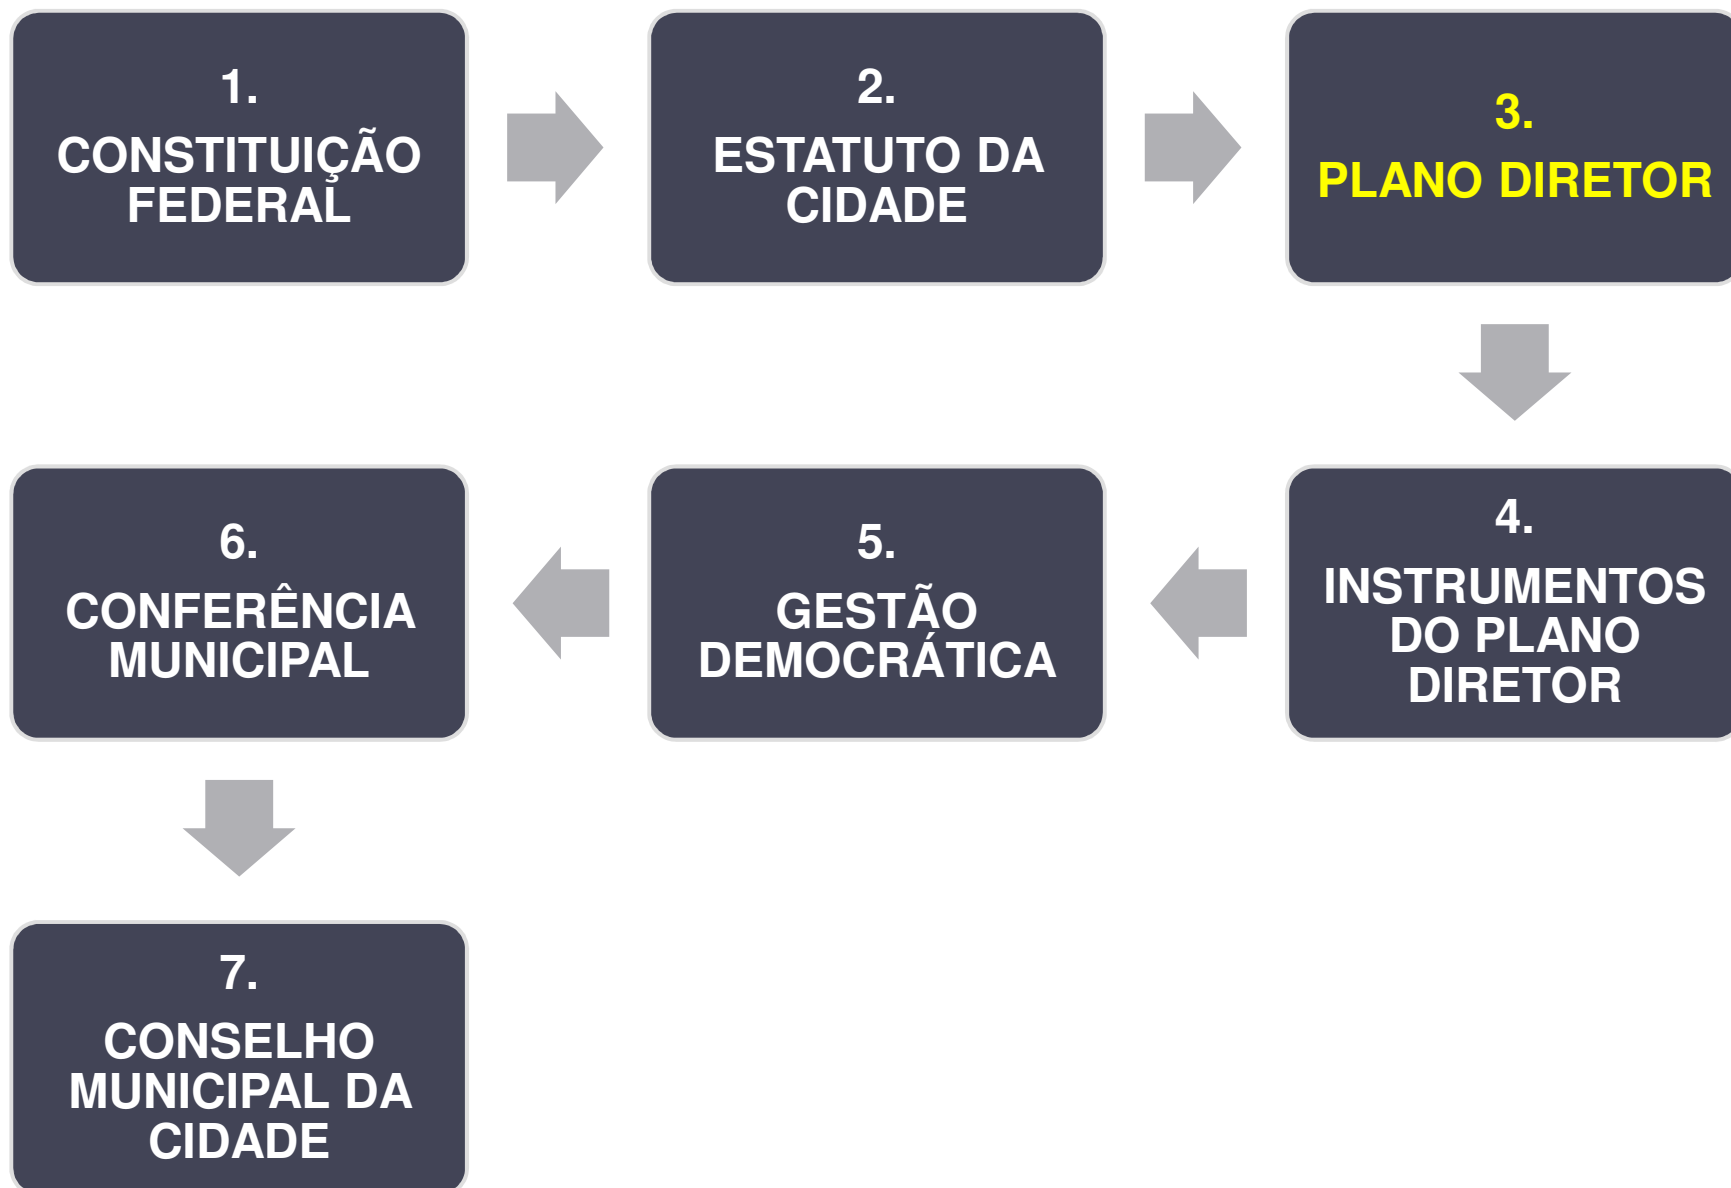 1.
CONSTITUIÇÃO
FEDERAL
2.
ESTATUTO DA
CIDADE
3.
PLANO DIRETOR
4.
INSTRUMENTOS
DO PLANO
DIRETOR
5.
GESTÃO
DEMOCRÁTICA
6.
CONFERÊNCIA
MUNICIPAL
7.
CONSELHO
MUNICIPAL DA
CIDADE